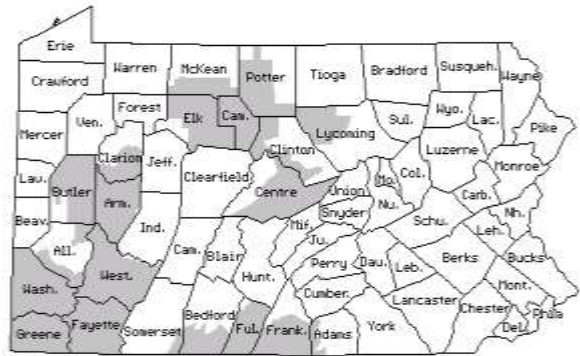 Erie
Crawford
Warren
McKean
Potter
Tioga
Bradford
Susqueh.
Wayne
Mercer
Ven.
Forest
Elk
Cam.
Clinton
Lycoming
Sul.
Wyo.
Lac.
Pike
Law.
Butler
Clarion
Jeff.
Clearfield
Centre
Union
Mo.
Col.
Luzerne
Monroe
Beav.
Arm.
Ind.
Snyder
Nu.
Carb.
All.
Cam.
Blair
Hunt.
Mif.
Ju.
Schu.
Leh.
Nh.
Wash.
West.
Perry
Dau.
Leb.
Berks
Bucks
Greene
Fayette
Somerset
Bedford
Ful.
Frank.
Cumber.
Adams
York
Lancaster
Chester
Mont.
Del.
Phila